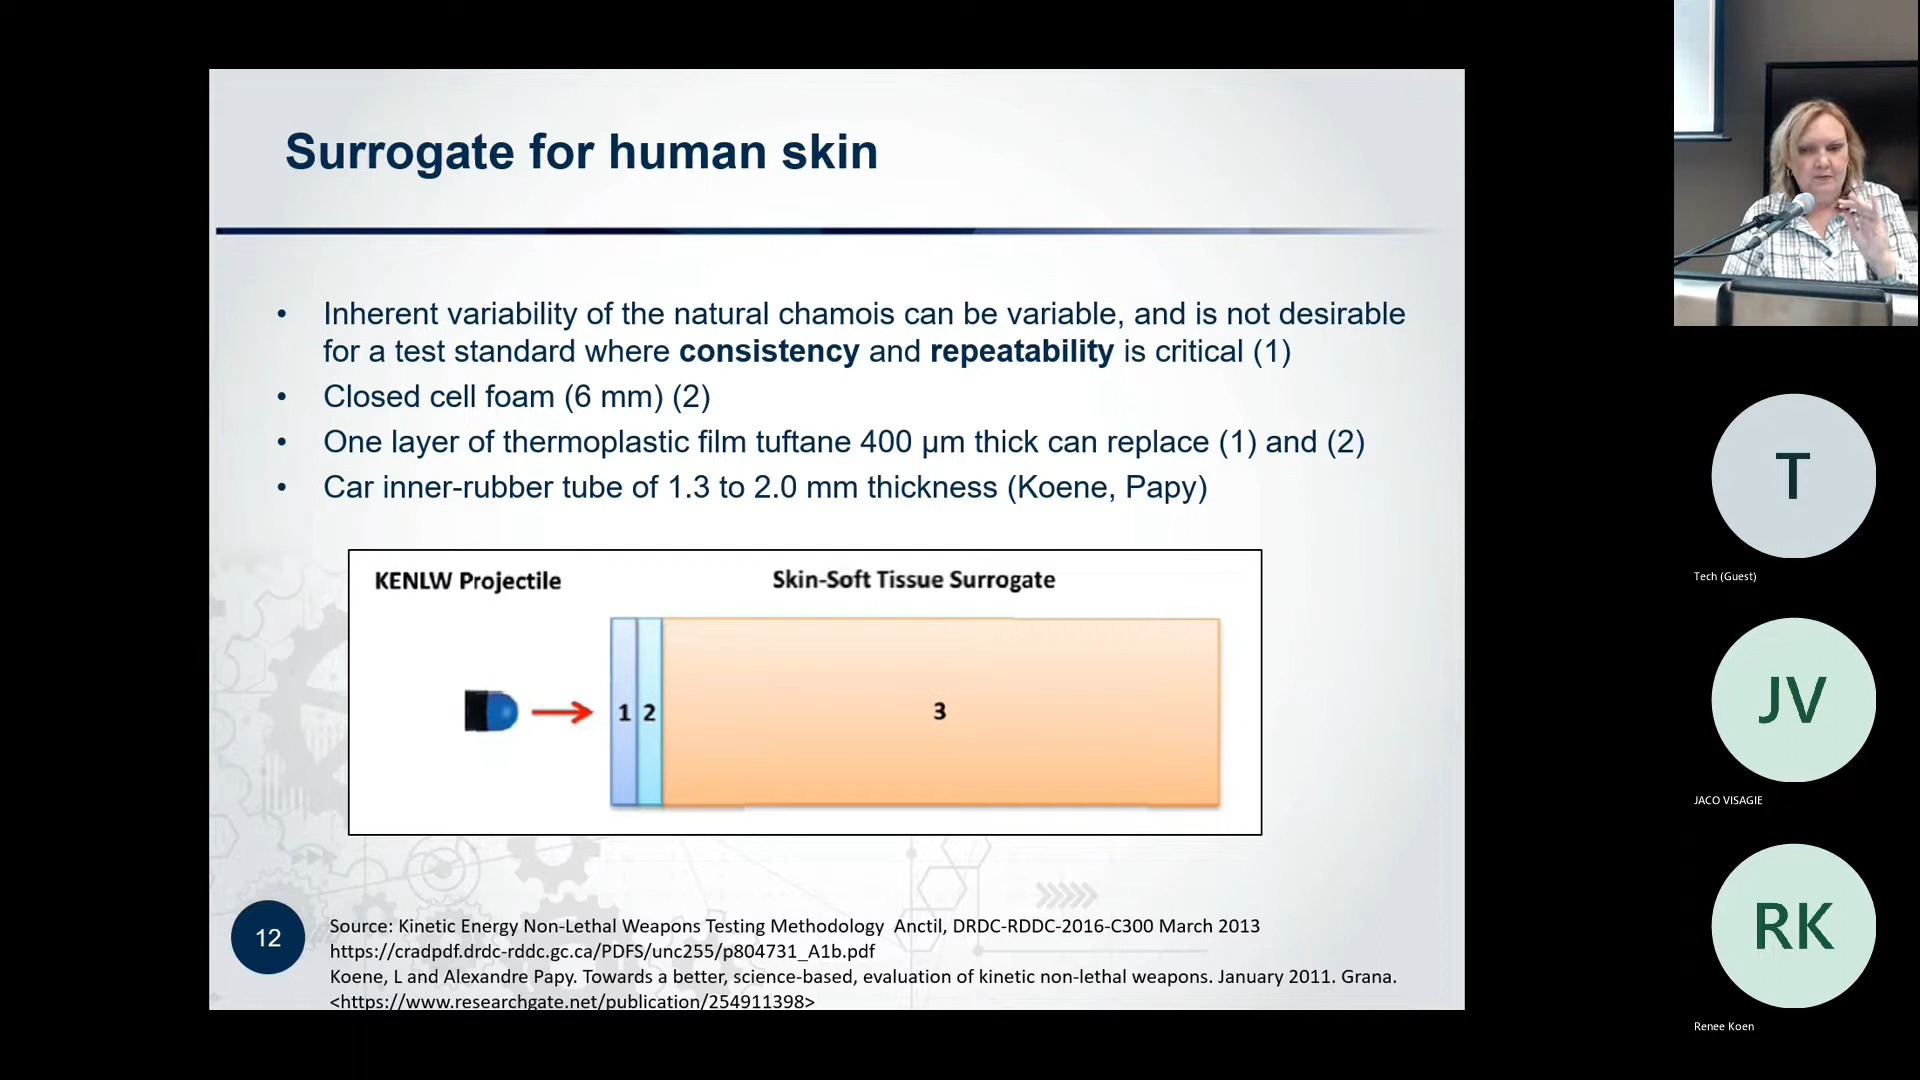 Surrogate for human skin
• Inherent variability of the natural chamois can be variable, and is not desirable
for a test standard where consistency and repeatability is critical (1)
• Closed cell foam (6 mm) (2)
• One layer of thermoplastic film tuftane 400 µm thick can replace (1) and (2)
• Car inner-rubber tube of 1.3 to 2.0 mm thickness (Koene, Papy)
KENLW Projectile
Skin-Soft Tissue Surrogate
1 2 3
12
Source: Kinetic Energy Non-Lethal Weapons Testing Methodology Anctil, DRDC-RDDC-2016-C300 March 2013
https://cradpdf.drdc-rddc.gc.ca/PDFS/unc255/p804731_A1b.pdf
Koene, L and Alexandre Papy. Towards a better, science-based, evaluation of kinetic non-lethal weapons. January 2011. Grana.
<https://www.researchgate.net/publication/254911398>
T
Tech (Guest)
JV
JACO VISAGIE
RK
Renee Koen